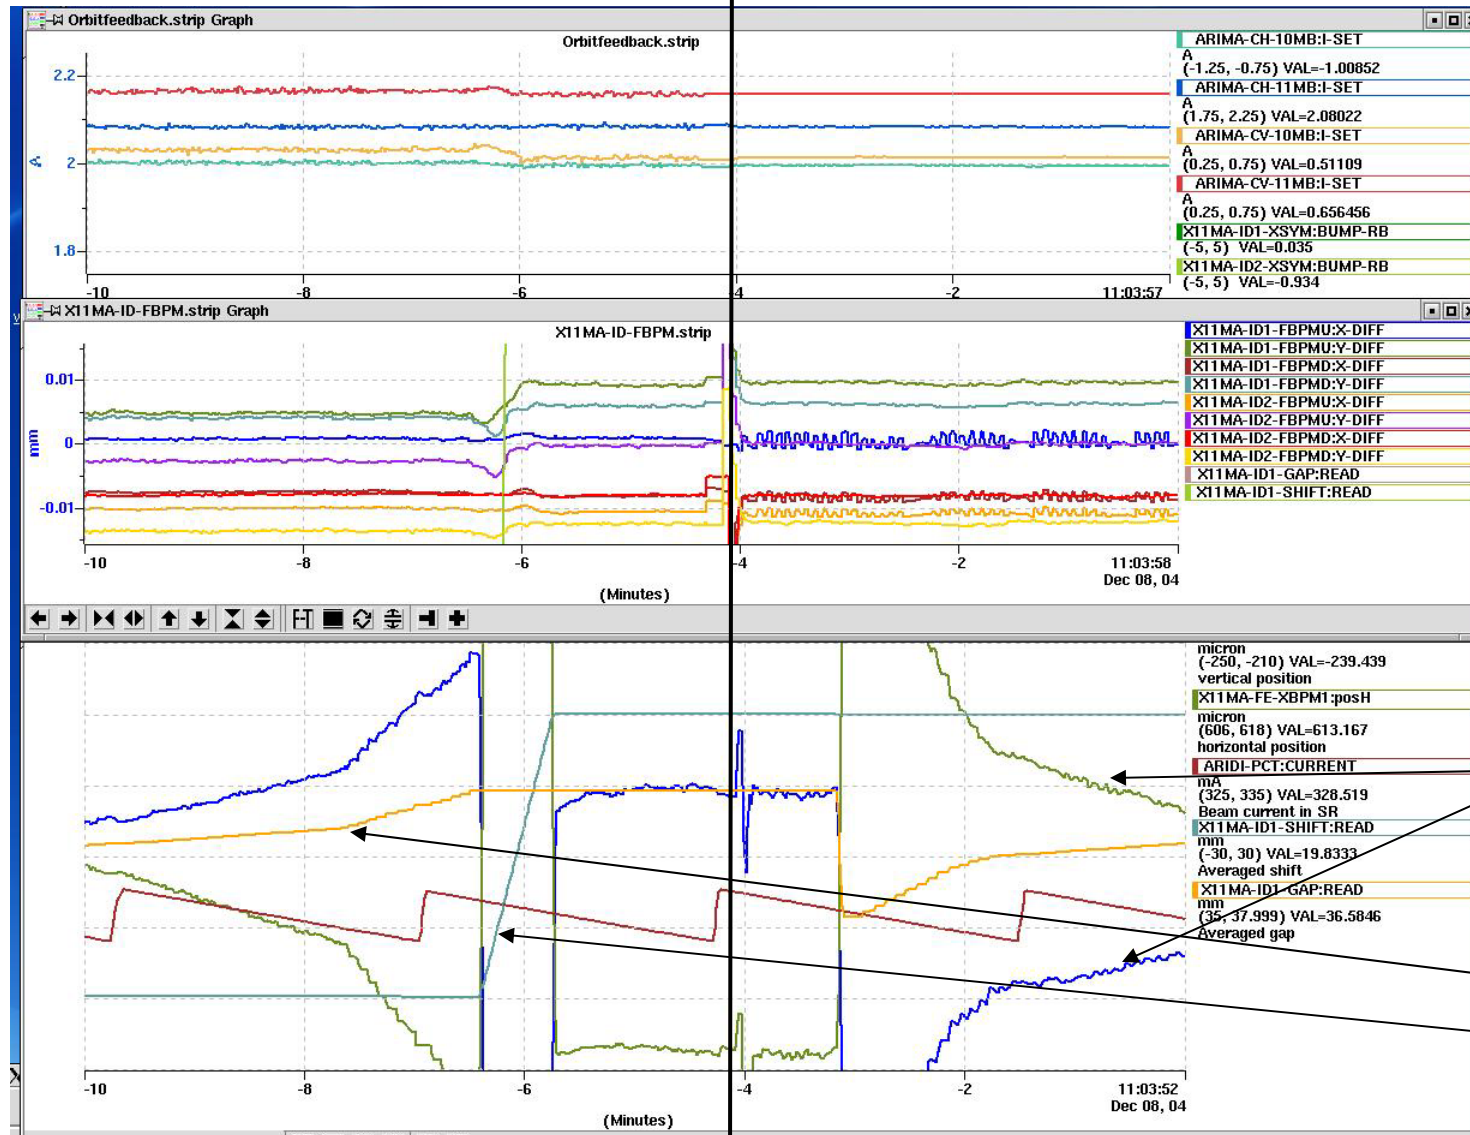 Orbitfeedback.strip Graph
Orbitfeedback.strip
2.2
2
1.8
A
-10
-8
-6
-4
-2
11:03:57
ARIMA-CH-10MB:I-SET
A
(-1.25, -0.75) VAL=-1.00852
ARIMA-CH-11MB:I-SET
A
(1.75, 2.25) VAL=2.08022
ARIMA-CV-10MB:I-SET
A
(0.25, 0.75) VAL=0.51109
ARIMA-CV-11MB:I-SET
A
(0.25, 0.75) VAL=0.656456
X11MA-ID1-XSYM:BUMP-RB
(-5, 5) VAL=0.035
X11MA-ID2-XSYM:BUMP-RB
(-5, 5) VAL=-0.934
X11MA-ID-FBPM.strip Graph
X11MA-ID-FBPM.strip
0.01
0
-0.01
mm
-10
-8
-6
-4
-2
11:03:58
Dec 08, 04
(Minutes)
X11MA-ID1-FBPMU:X-DIFF
X11MA-ID1-FBPMU:Y-DIFF
X11MA-ID1-FBPMD:X-DIFF
X11MA-ID1-FBPMD:Y-DIFF
X11MA-ID2-FBPMU:X-DIFF
X11MA-ID2-FBPMU:Y-DIFF
X11MA-ID2-FBPMD:X-DIFF
X11MA-ID2-FBPMD:Y-DIFF
X11MA-ID1-GAP:READ
X11MA-ID1-SHIFT:READ
micron
(-250, -210) VAL=-239.439
vertical position
X11MA-FE-XBPM1:posH
micron
(606, 618) VAL=613.167
horizontal position
ARIDI-PCT:CURRENT
mA
(325, 335) VAL=328.519
Beam current in SR
X11MA-ID1-SHIFT:READ
mm
(-30, 30) VAL=19.8333
Averaged shift
X11MA-ID1-GAP:READ
mm
(35, 37.999) VAL=36.5846
Averaged gap
-10
-8
-6
-4
-2
11:03:52
Dec 08, 04
(Minutes)